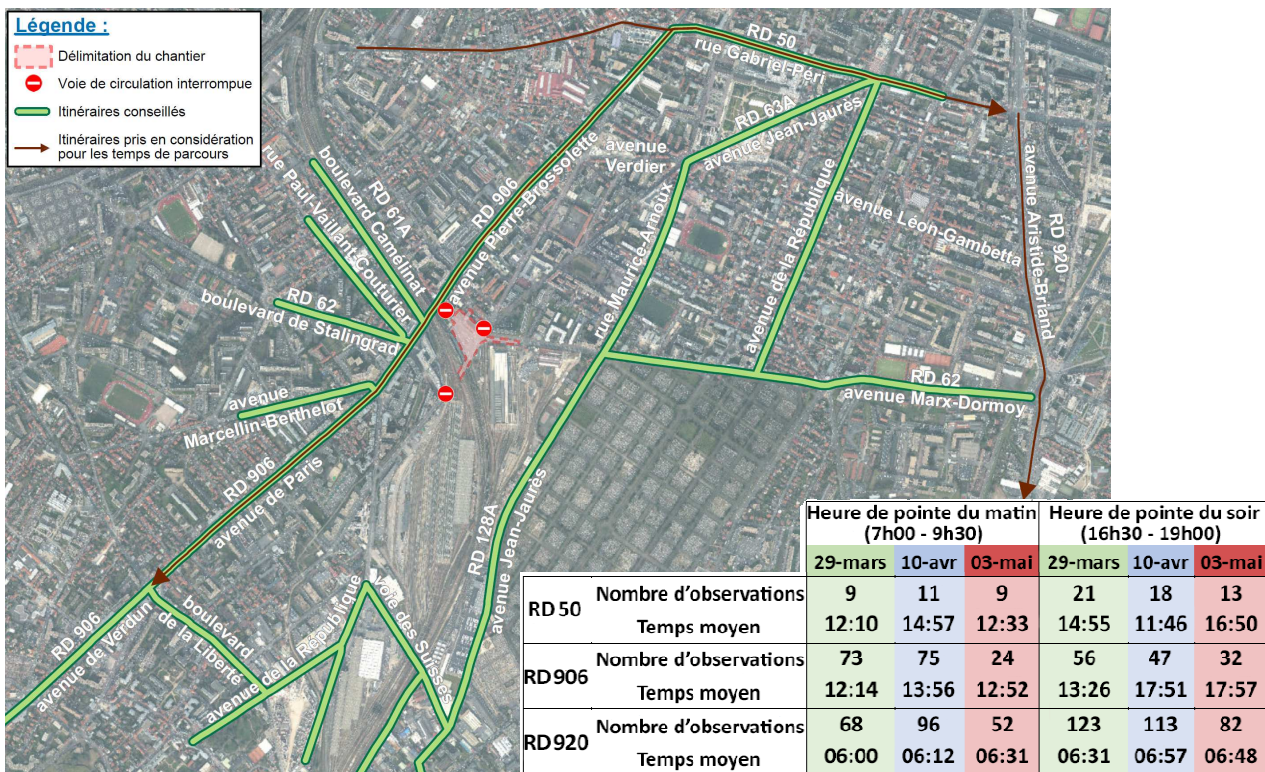 Légende :
Délimitation du chantier
Voie de circulation interrompue
Itinéraires conseillés
Itinéraires pris en considération
pour les temps de parcours
RD 50
rue Gabriel-Péri
RD 63A
avenue Jean-Jaurès
avenue
Verdier
RD 906
avenue Pierre-Brossolette
boulevard Camélinat
RD 61A
rue Paul-Vaillant-Couturier
RD 62
boulevard de Stalingrad
avenue
Marcellin-Berthelot
rue Maurice-Arnoux
avenue de la République
avenue Léon-Gambetta
RD 920
avenue Aristide-Briand
RD 62
avenue Marx-Dormoy
RD 906
avenue de Paris
RD 128A
avenue Jean-Jaurès
RD 906
avenue de Verdun
boulevard
de la Liberté
avenue de la République
Voie des Suisses
Heure de pointe du matin Heure de pointe du soir
(7h00 - 9h30) (16h30 - 19h00)
29-mars 10-avr 03-mai 29-mars 10-avr 03-mai
RD 50 Nombre d'observations 9 11 9 21 18 13
Temps moyen 12:10 14:57 12:33 14:55 11:46 16:50
RD906 Nombre d'observations 73 75 24 56 47 32
Temps moyen 12:14 13:56 12:52 13:26 17:51 17:57
RD920 Nombre d'observations 68 96 52 123 113 82
Temps moyen 06:00 06:12 06:31 06:31 06:57 06:48